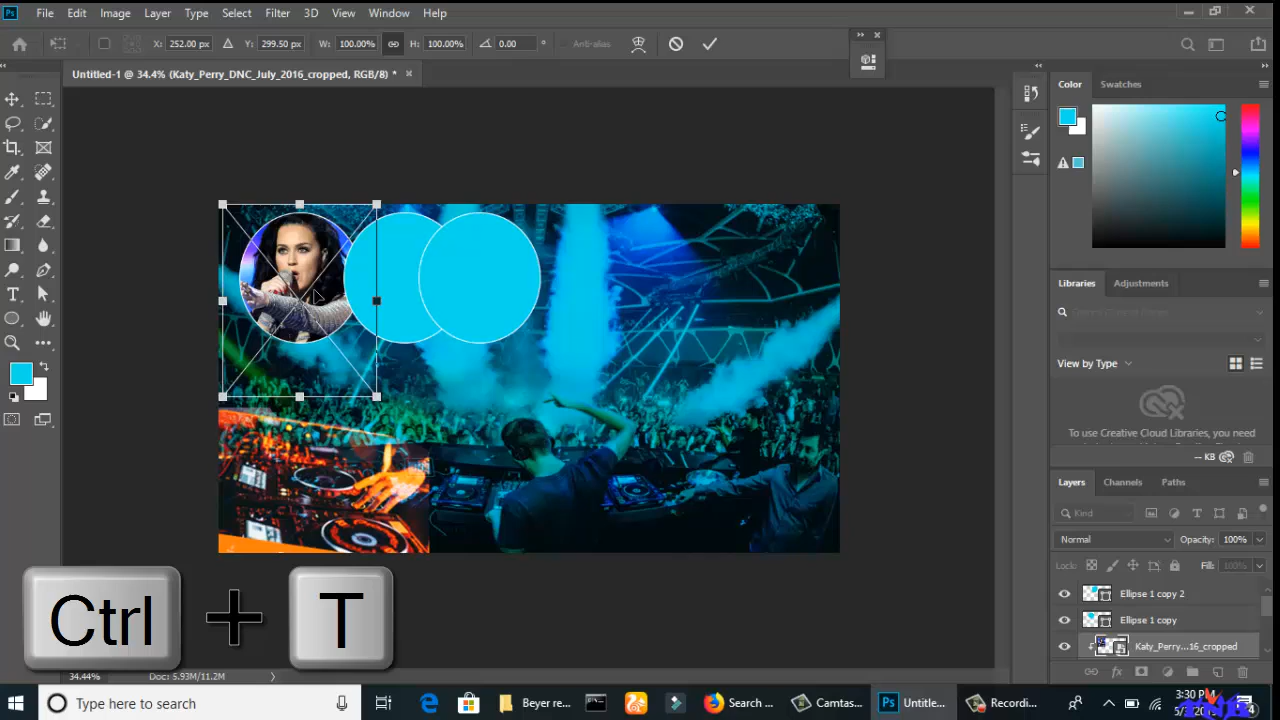 Ps File Edit Image Layer Type Select Filter 3D View Window Help
X: 252.00 px Y: 299.50 px W: 100.00% H: 100.00% 0.00 ° Anti-alias
Untitled-1 @ 34.4% (Katy_Perry_DNC_July_2016_cropped, RGB/8) *
Color Swatches
Libraries Adjustments
View by Type
To use Creative Cloud Libraries, you need
-- KB
Layers Channels Paths
Kind
Normal Opacity: 100%
Lock: Fill: 100%
Ellipse 1 copy 2
Ellipse 1 copy
Katy_Perry...16_cropped
Ctrl + T
34.44% Doc: 5.93M/11.2M
Type here to search
Beyer re...
Search ...
Camtas...
Ps Untitle...
Recordi...
3:30 PM